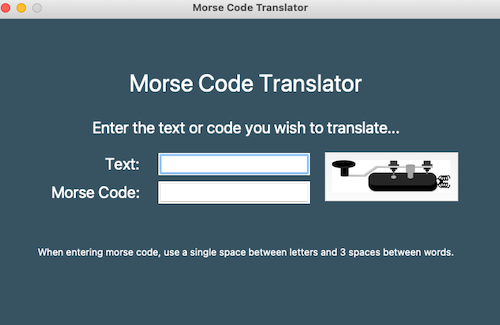 Morse Code Translator
Morse Code Translator
Enter the text or code you wish to translate...
Text:
Morse Code:
When entering morse code, use a single space between letters and 3 spaces between words.